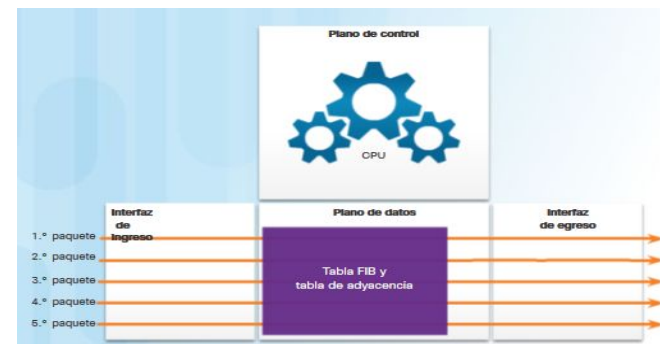 Plano de control
CPU
Interfaz
de
Ingreso
Plano de datos
Interfaz
de egreso
1.º paquete
2.º paquete
3.º paquete
4.º paquete
5.º paquete
Tabla FIB y
tabla de adyacencia